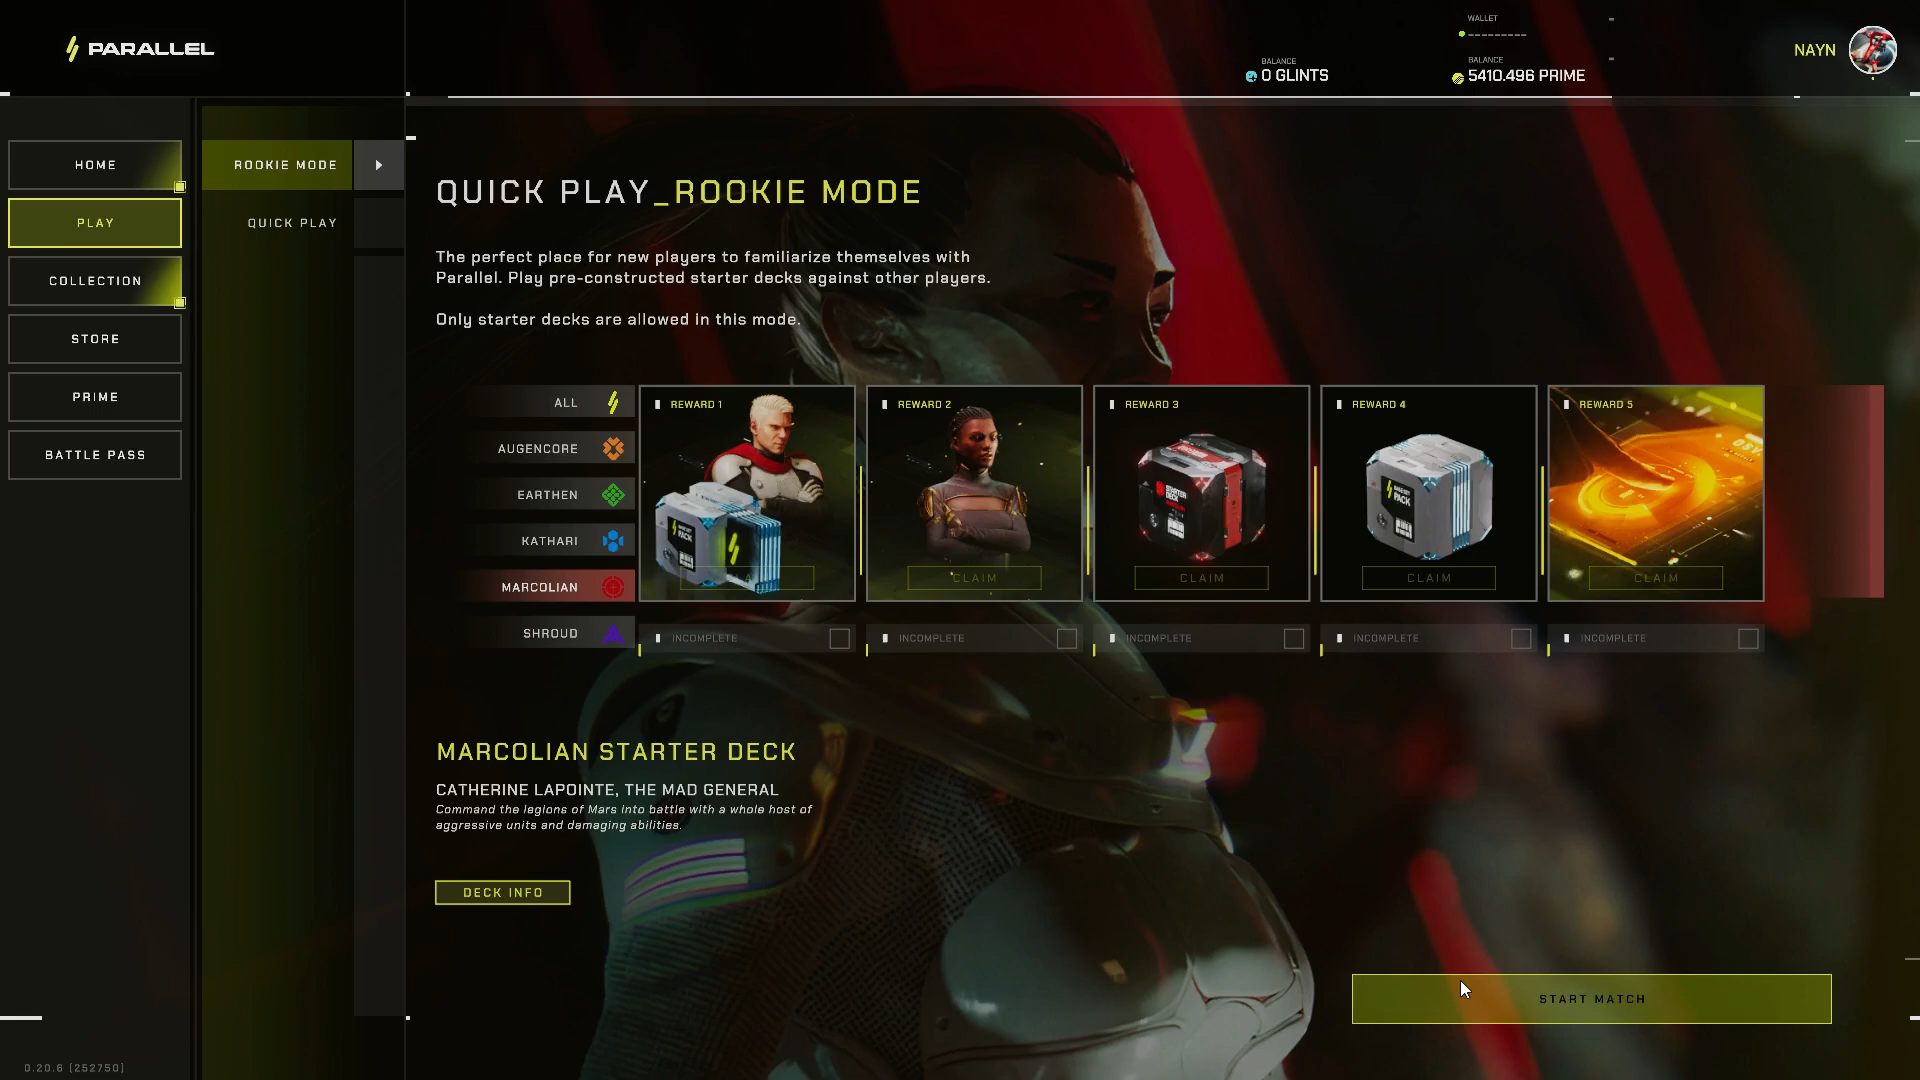 PARALLEL
WALLET
---------
BALANCE
0 GLINTS
BALANCE
5410.496 PRIME
NAYN
HOME
PLAY
COLLECTION
STORE
PRIME
BATTLE PASS
ROOKIE MODE
QUICK PLAY
QUICK PLAY_ROOKIE MODE
The perfect place for new players to familiarize themselves with
Parallel. Play pre-constructed starter decks against other players.
Only starter decks are allowed in this mode.
ALL
AUGENCORE
EARTHEN
KATHARI
MARCOLIAN
SHROUD
REWARD 1
REWARD 2
CLAIM
REWARD 3
STARTER
DECK
CLAIM
REWARD 4
PACK
CLAIM
REWARD 5
CLAIM
INCOMPLETE
INCOMPLETE
INCOMPLETE
INCOMPLETE
INCOMPLETE
MARCOLIAN STARTER DECK
CATHERINE LAPOINTE, THE MAD GENERAL
Command the legions of Mars into battle with a whole host of
aggressive units and damaging abilities.
DECK INFO
START MATCH
0.20.6 [252750]